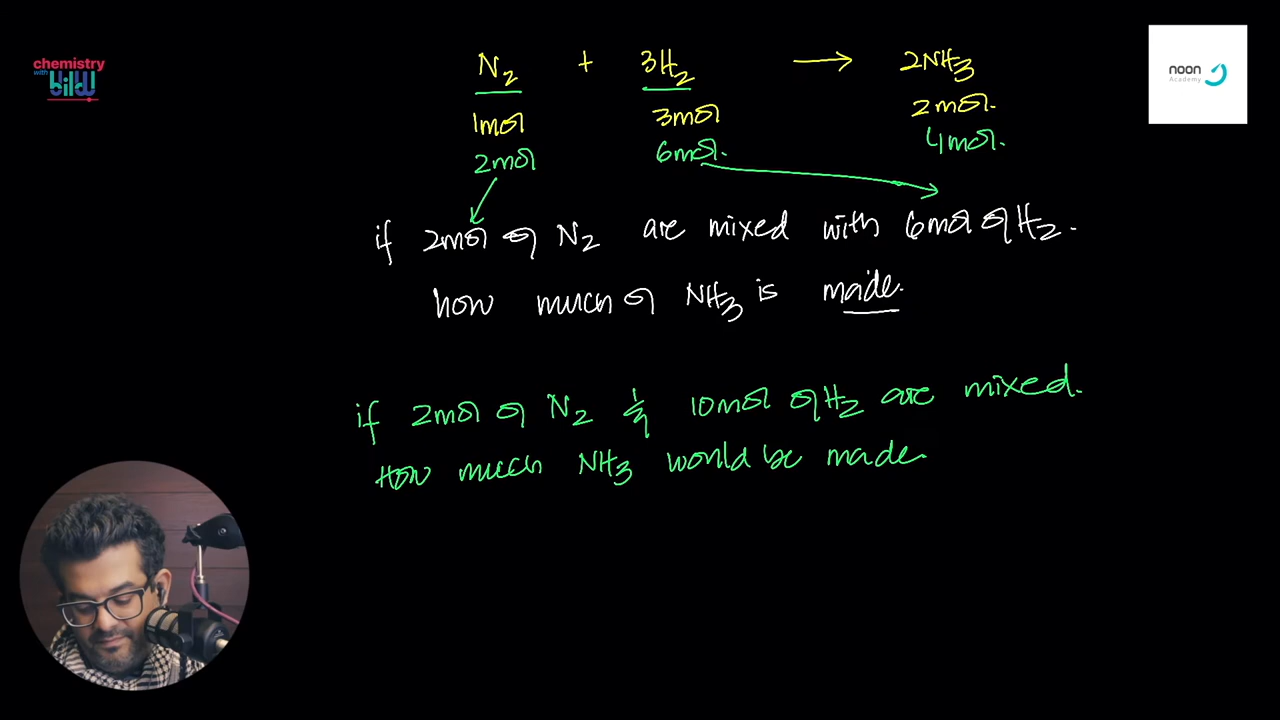 chemistry
with
bilal
noon
Academy
N₂ + 3H₂ → 2NH₃
1mol 3mol 2mol.
2mol 6mol. 4mol.
if 2mol of N₂ are mixed with 6mol of H₂.
how much of NH₃ is made.
if 2mol of N₂ & 10mol of H₂ are mixed.
How much NH₃ would be made.